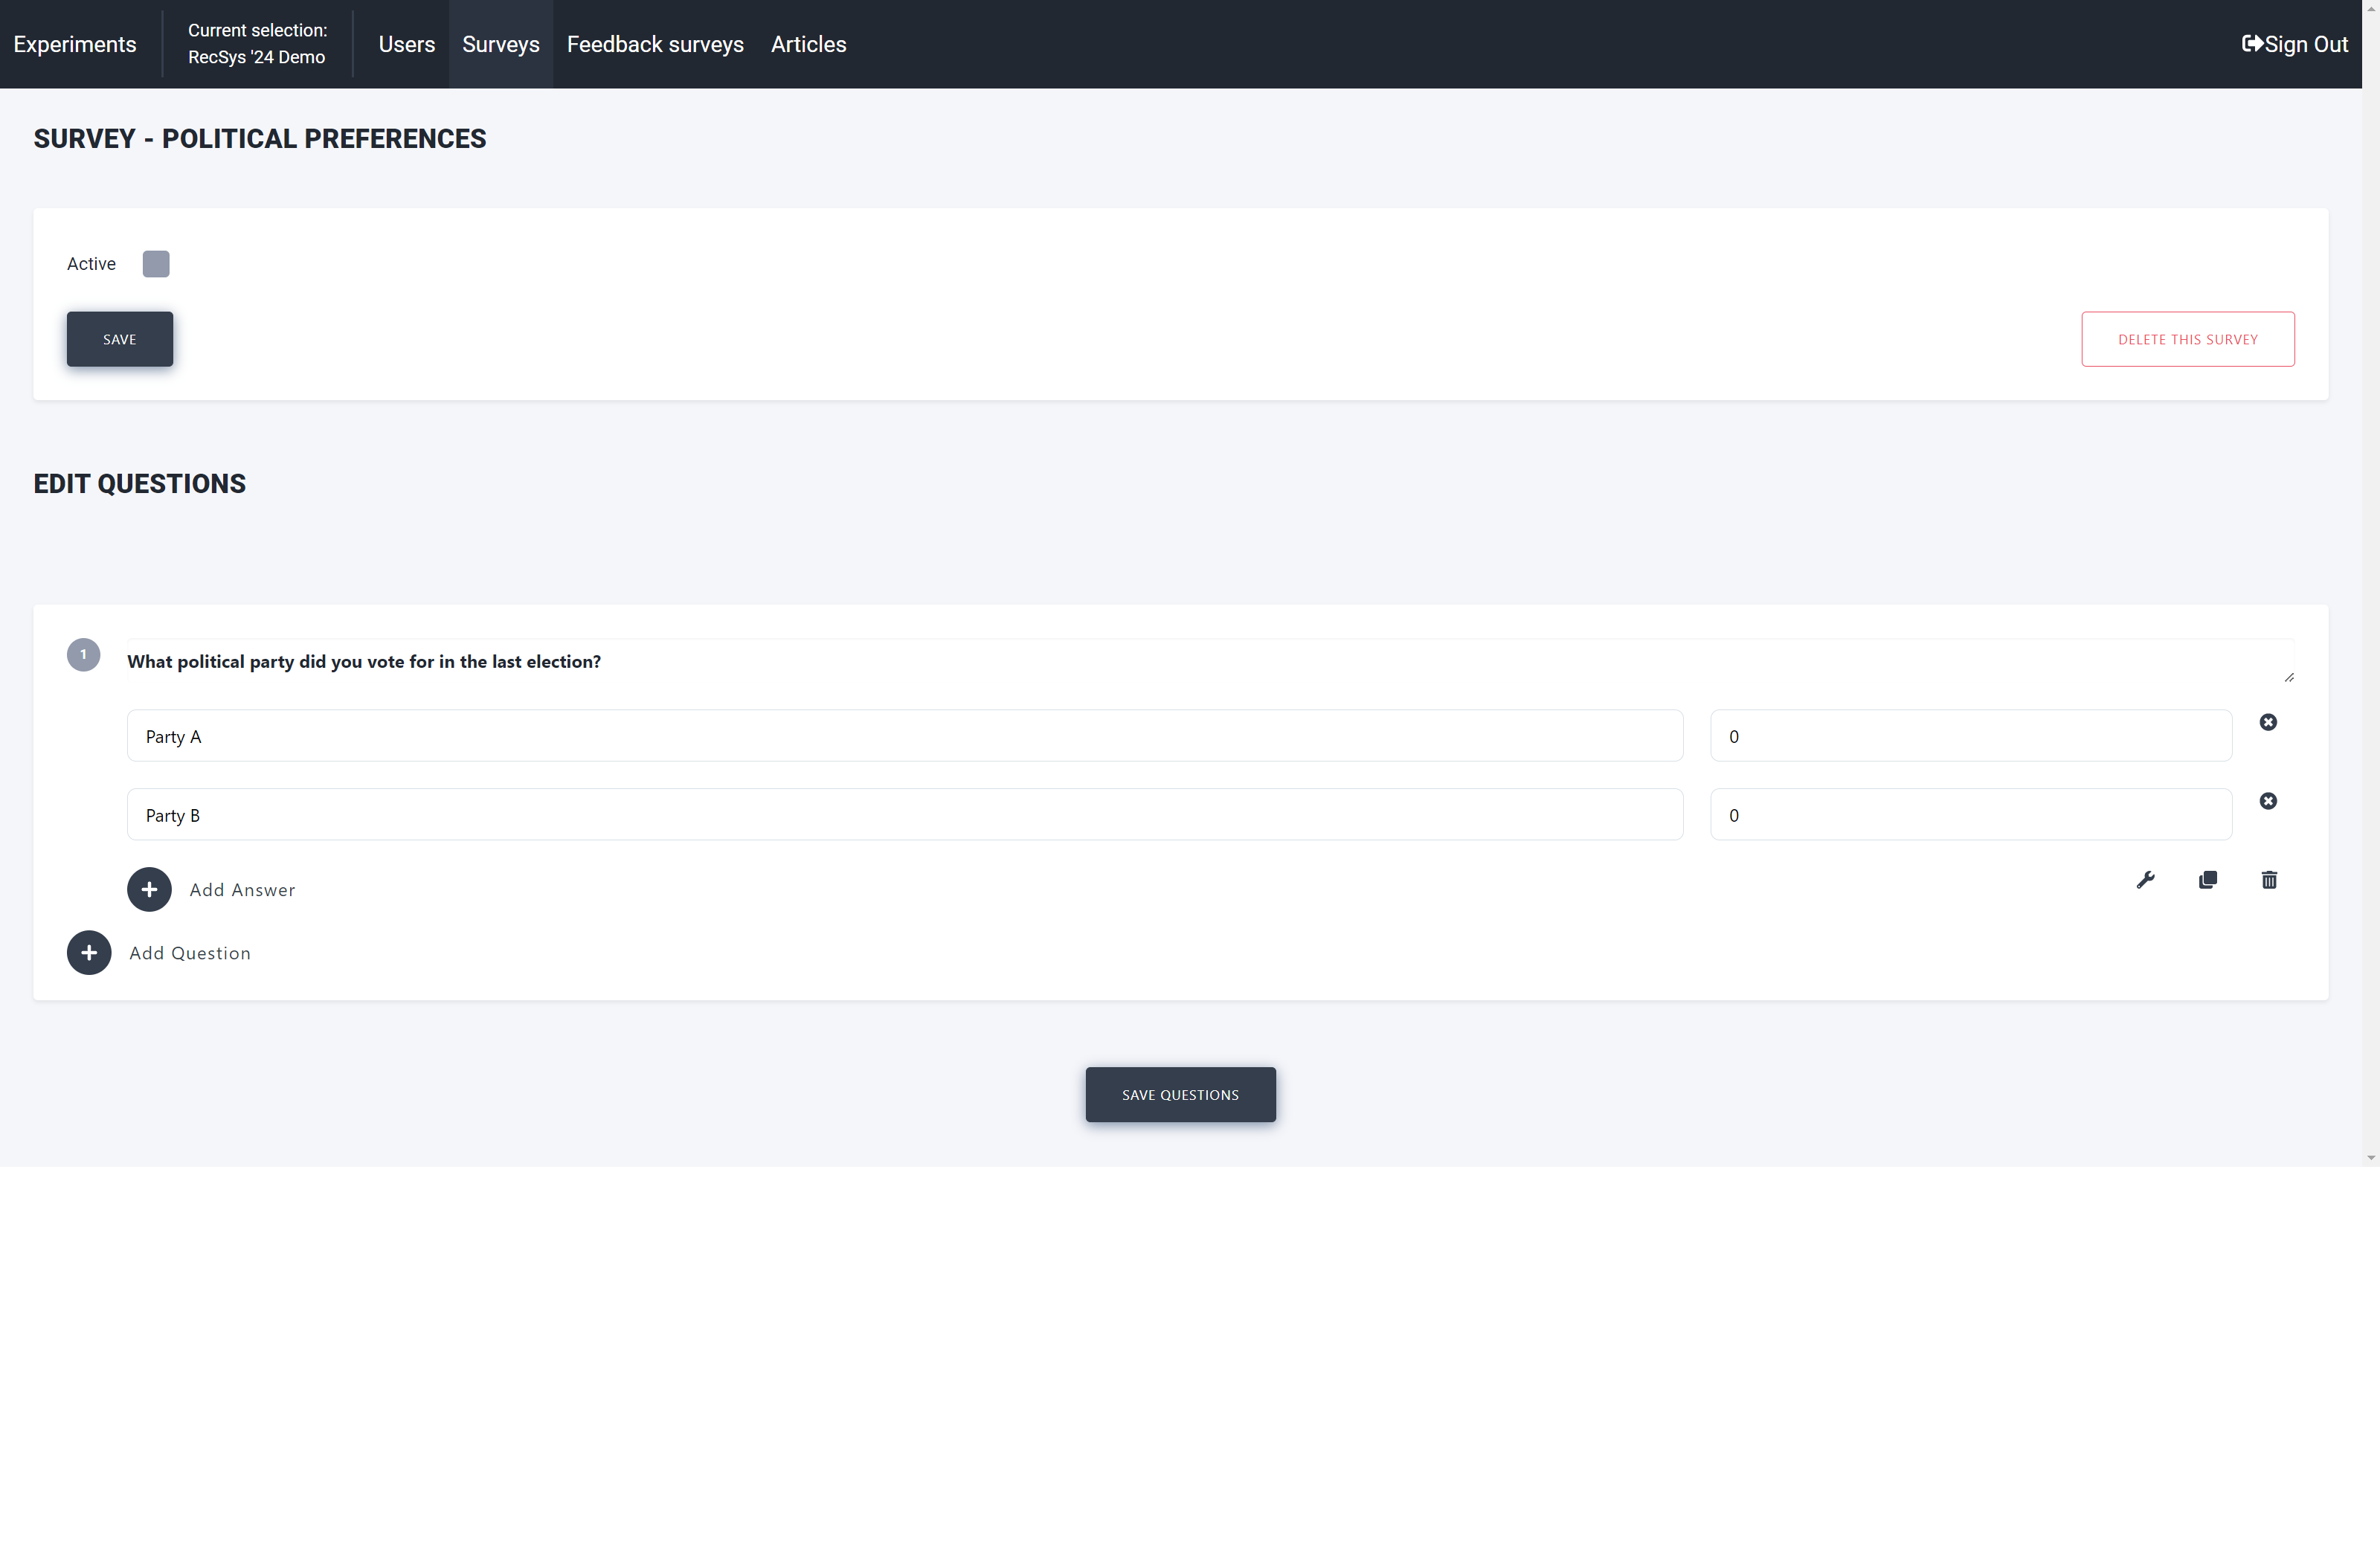 Experiments
Current selection:
RecSys '24 Demo
Users
Surveys
Feedback surveys
Articles
Sign Out
SURVEY - POLITICAL PREFERENCES
Active
SAVE
DELETE THIS SURVEY
EDIT QUESTIONS
1
What political party did you vote for in the last election?
Party A
0
Party B
0
Add Answer
Add Question
SAVE QUESTIONS